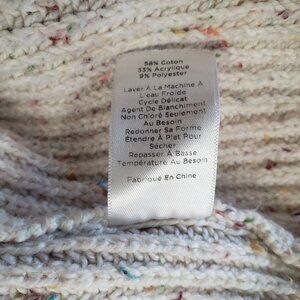 58% Coton
33% Acrylique
9% Polyester
Laver À La Machine À
L'eau Froide
Cycle Délicat
Agent De Blanchiment
Non Chloré Seulement
Au Besoin
Redonner Sa Forme
Étendre À Plat Pour
Sécher
Repasser À Basse
Température Au Besoin
Fabriqué En Chine